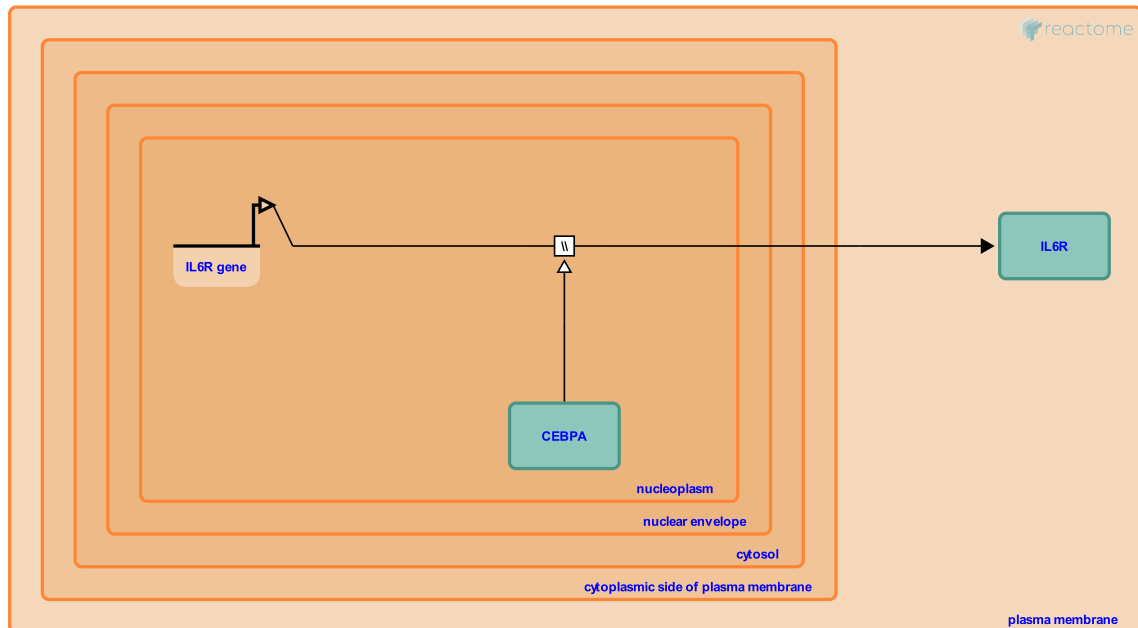 reactome
IL6R gene
\\
IL6R
CEBPA
nucleoplasm
nuclear envelope
cytosol
cytoplasmic side of plasma membrane
plasma membrane